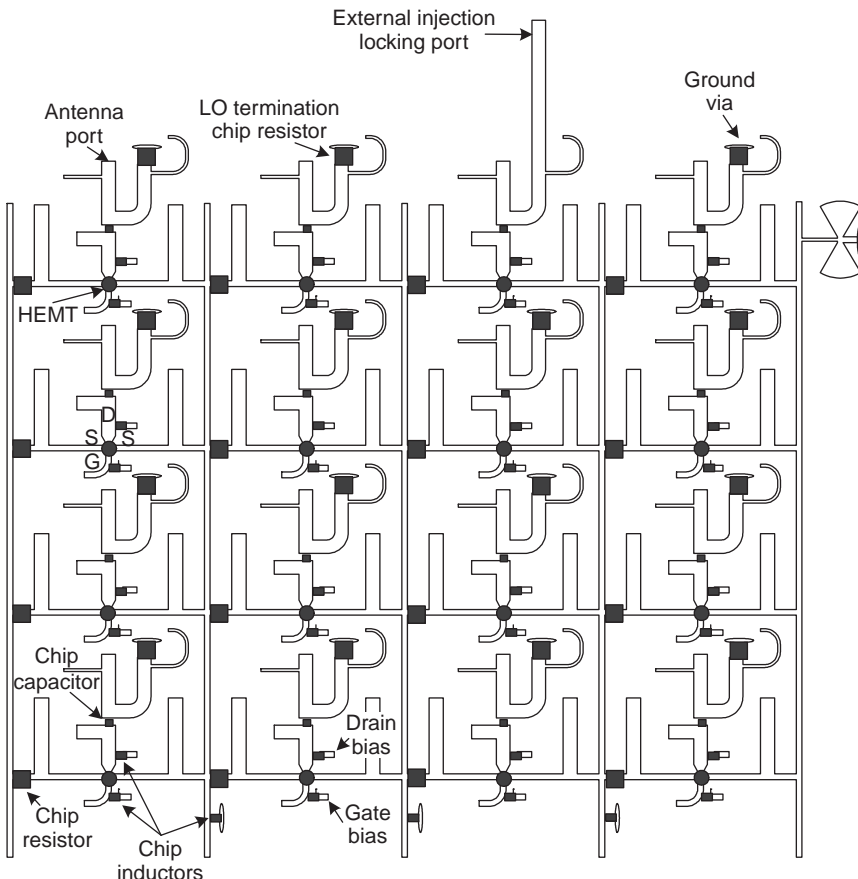 External injection
locking port
Ground
via
LO termination
chip resistor
Antenna
port
HEMT
D
S
S
G
Chip
capacitor
Drain
bias
Chip
resistor
Gate
bias
Chip
inductors